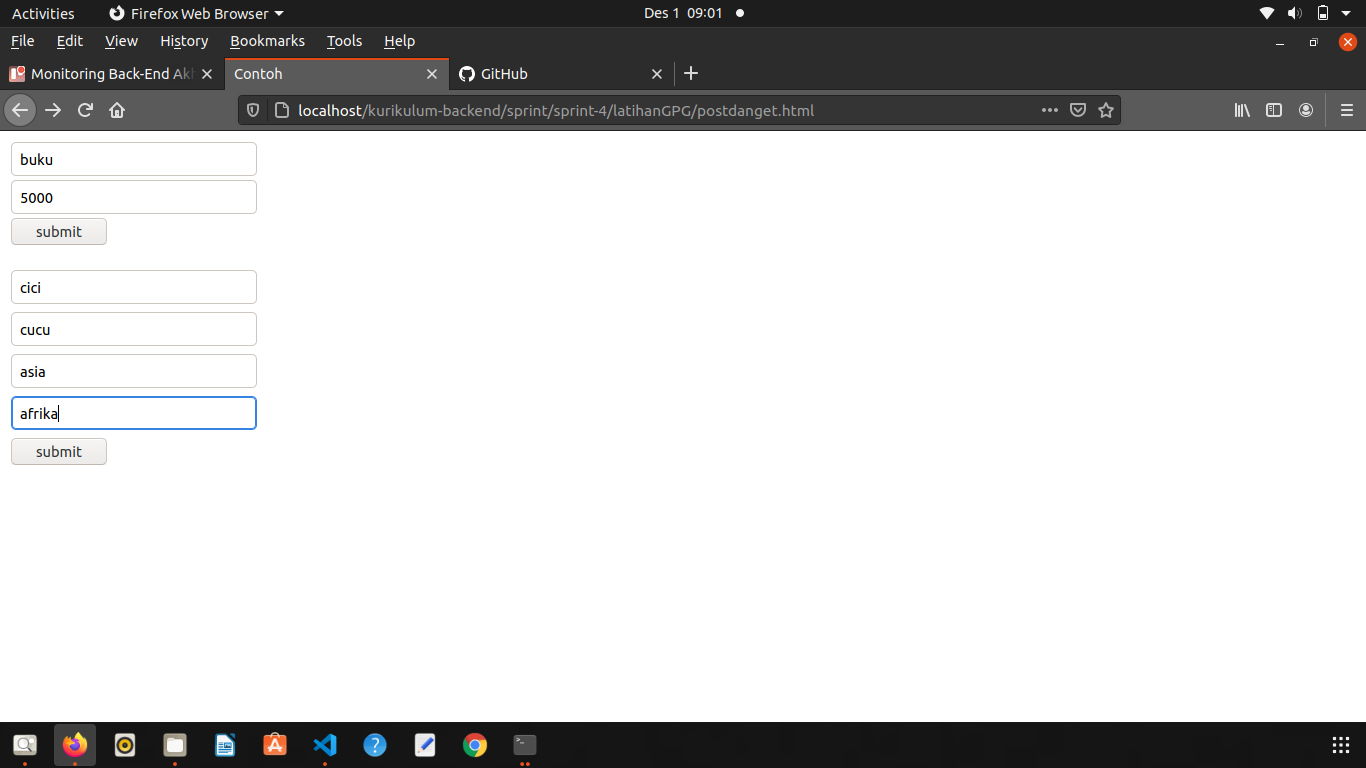 Activities Firefox Web Browser Des 1 09:01
File Edit View History Bookmarks Tools Help
Monitoring Back-End Ak Contoh GitHub
localhost/kurikulum-backend/sprint/sprint-4/latihanGPG/postdanget.html
buku
5000
submit
cici
cucu
asia
afrika
submit